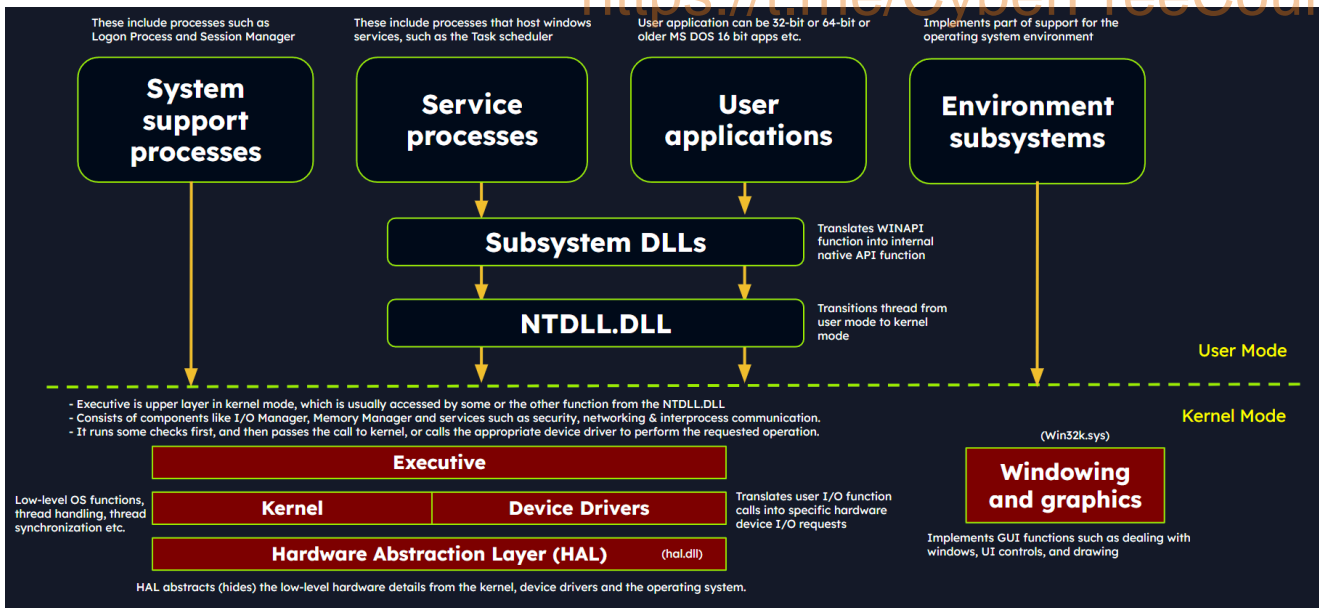 https://t.me/CyberFreeCour
These include processes such as
Logon Process and Session Manager
These include processes that host windows
services, such as the Task scheduler
User application can be 32-bit or 64-bit or
older MS DOS 16 bit apps etc.
Implements part of support for the
operating system environment
System
support
processes
Service
processes
User
applications
Environment
subsystems
Subsystem DLLs
Translates WINAPI
function into internal
native API function
NTDLL.DLL
Transitions thread from
user mode to kernel
mode
User Mode
Kernel Mode
- Executive is upper layer in kernel mode, which is usually accessed by some or the other function from the NTDLL.DLL
- Consists of components like I/O Manager, Memory Manager and services such as security, networking & interprocess communication.
- It runs some checks first, and then passes the call to kernel, or calls the appropriate device driver to perform the requested operation.
Executive
Low-level OS functions,
thread handling, thread
synchronization etc.
Kernel
Device Drivers
Translates user I/O function
calls into specific hardware
device I/O requests
Hardware Abstraction Layer (HAL)
(hal.dll)
HAL abstracts (hides) the low-level hardware details from the kernel, device drivers and the operating system.
(Win32k.sys)
Windowing
and graphics
Implements GUI functions such as dealing with
windows, UI controls, and drawing